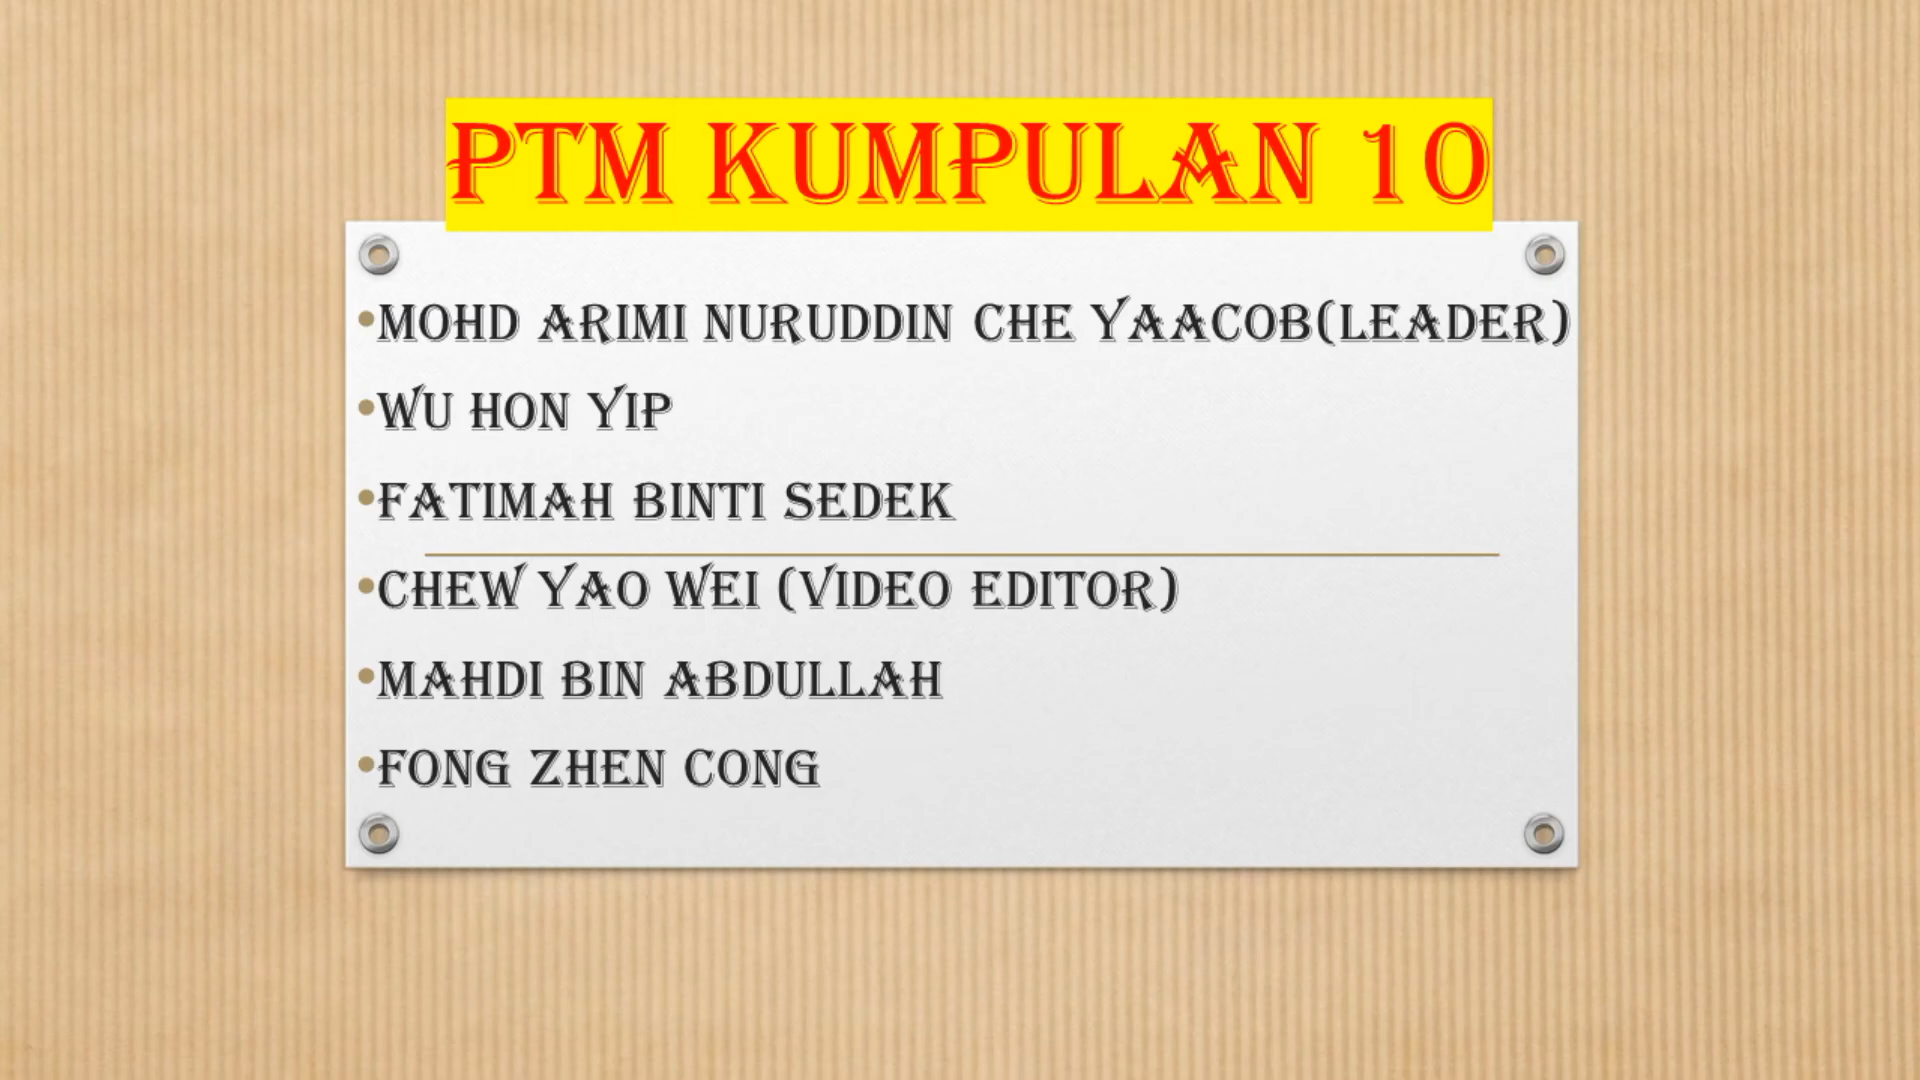 PTM KUMPULAN 10
•MOHD ARIMI NURUDDIN CHE YAACOB(LEADER)
•WU HON YIP
•FATIMAH BINTI SEDEK
•CHEW YAO WEI (VIDEO EDITOR)
•MAHDI BIN ABDULLAH
•FONG ZHEN CONG